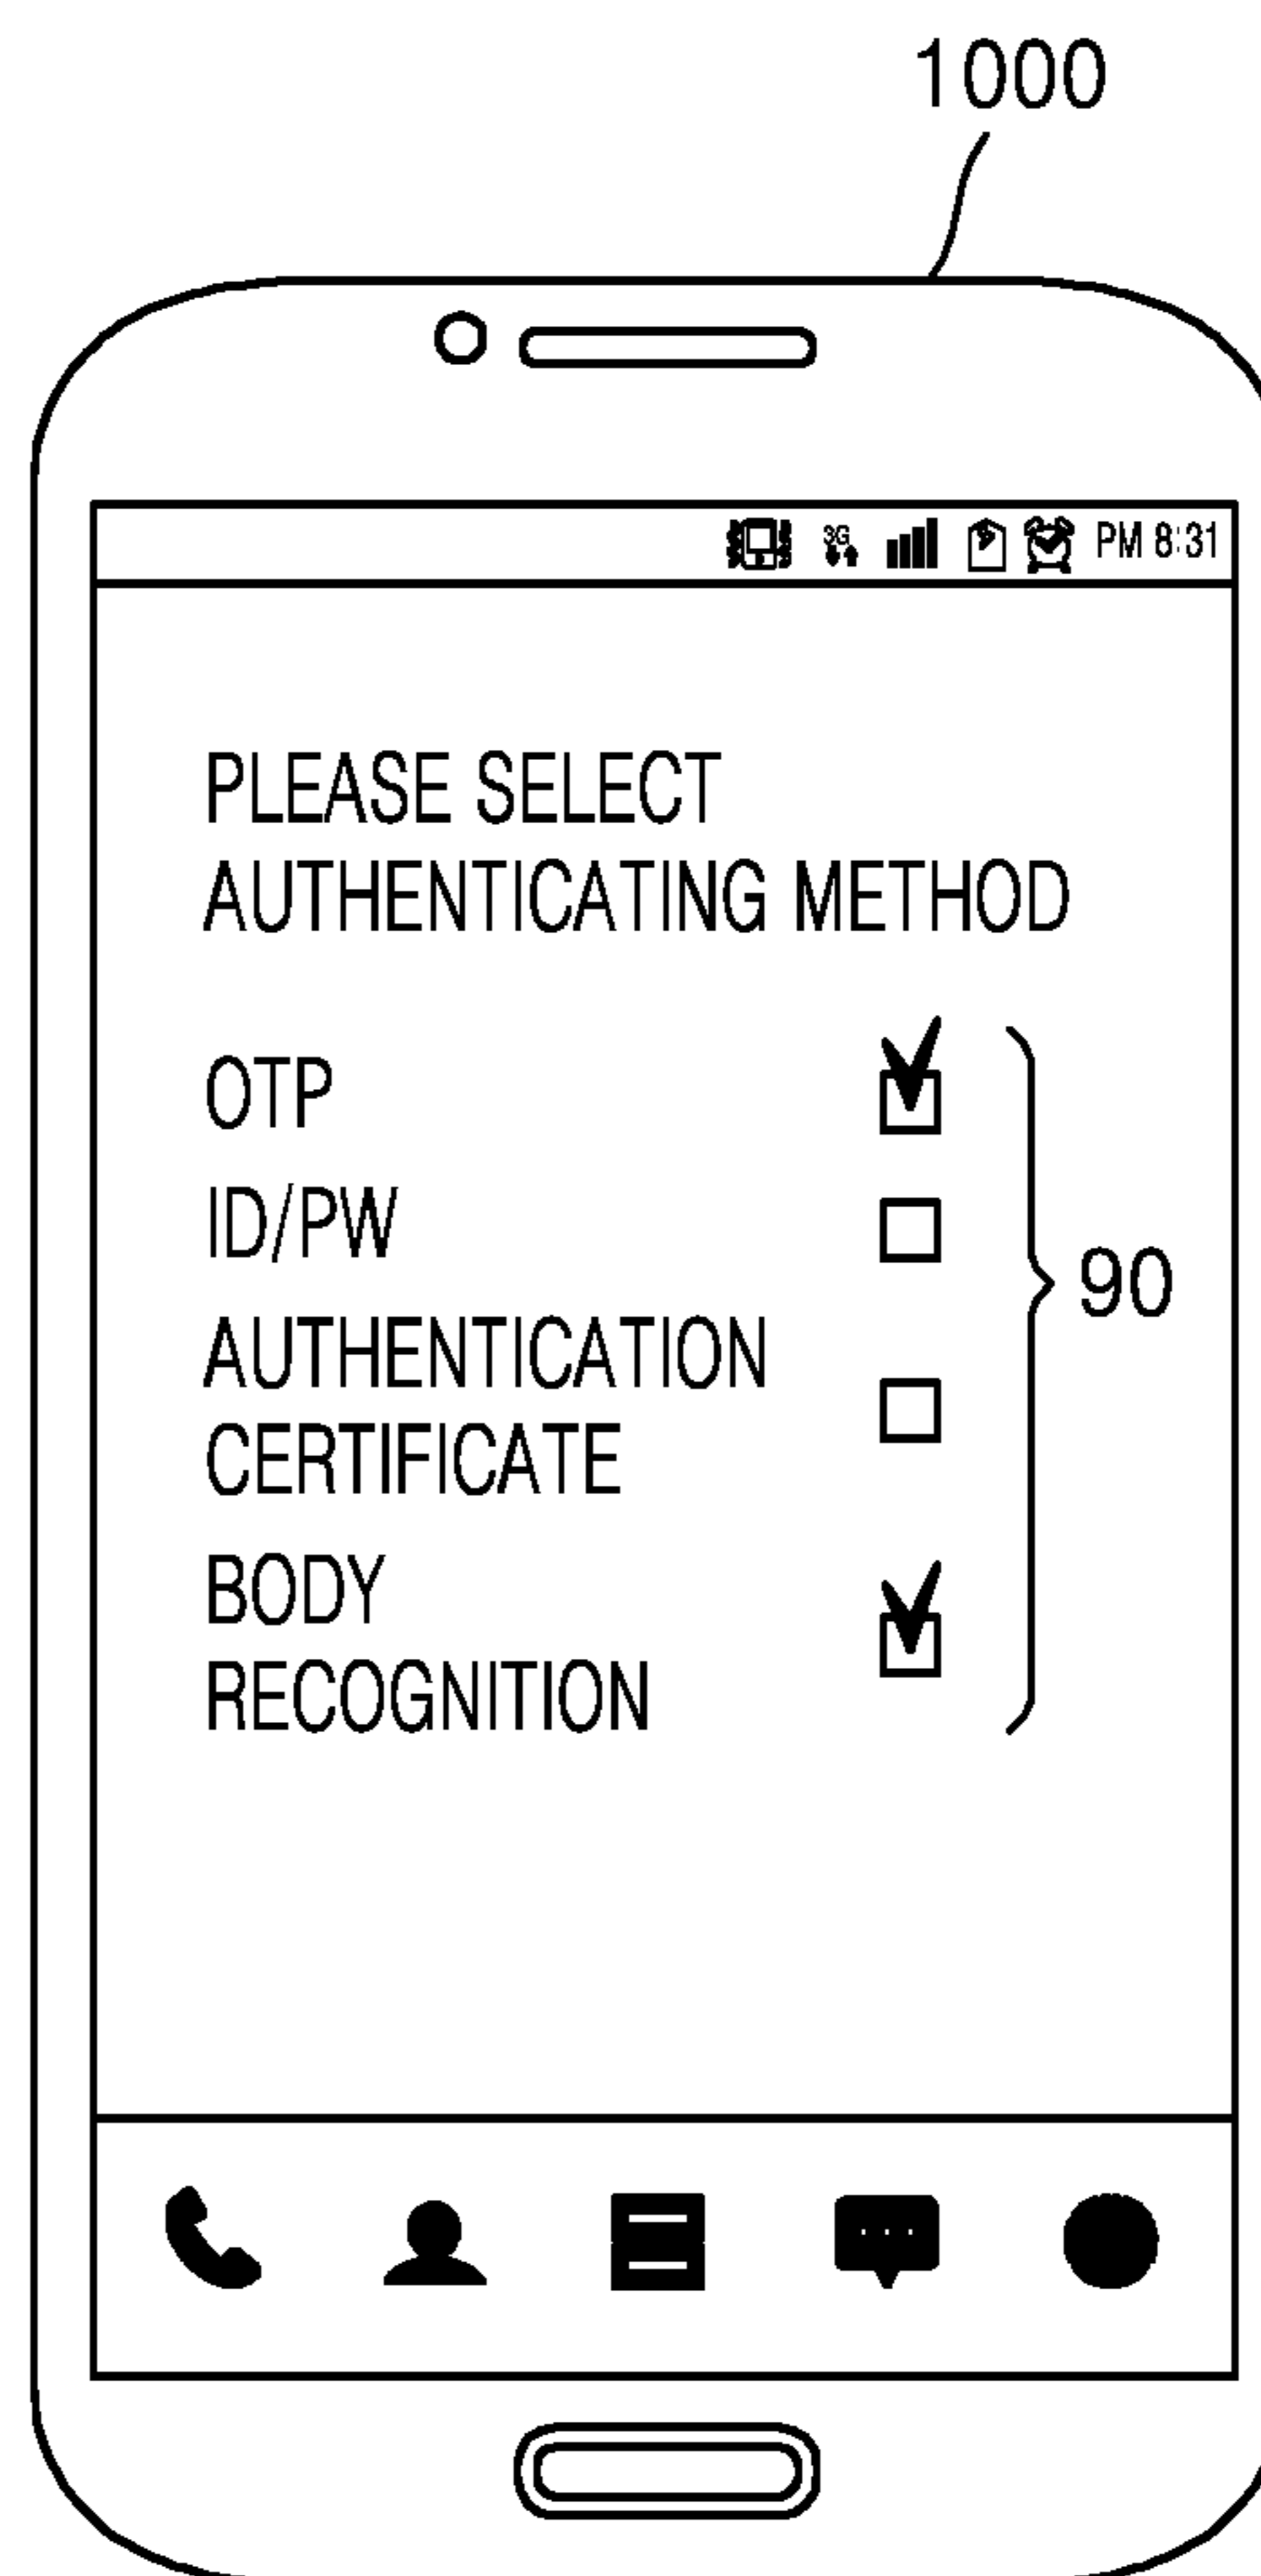 1000
3G
PM 8:31
PLEASE SELECT
AUTHENTICATING METHOD
OTP
ID/PW
90
AUTHENTICATION
CERTIFICATE
BODY
RECOGNITION